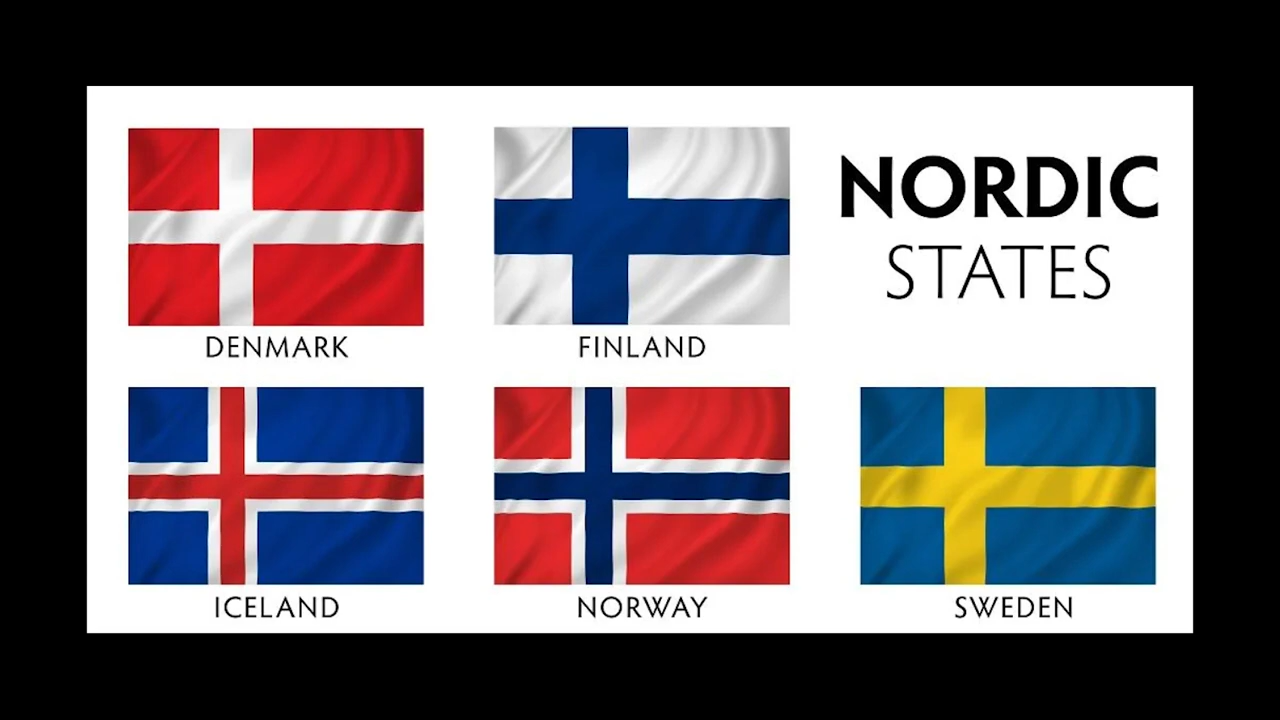 NORDIC
STATES
DENMARK
FINLAND
ICELAND
NORWAY
SWEDEN